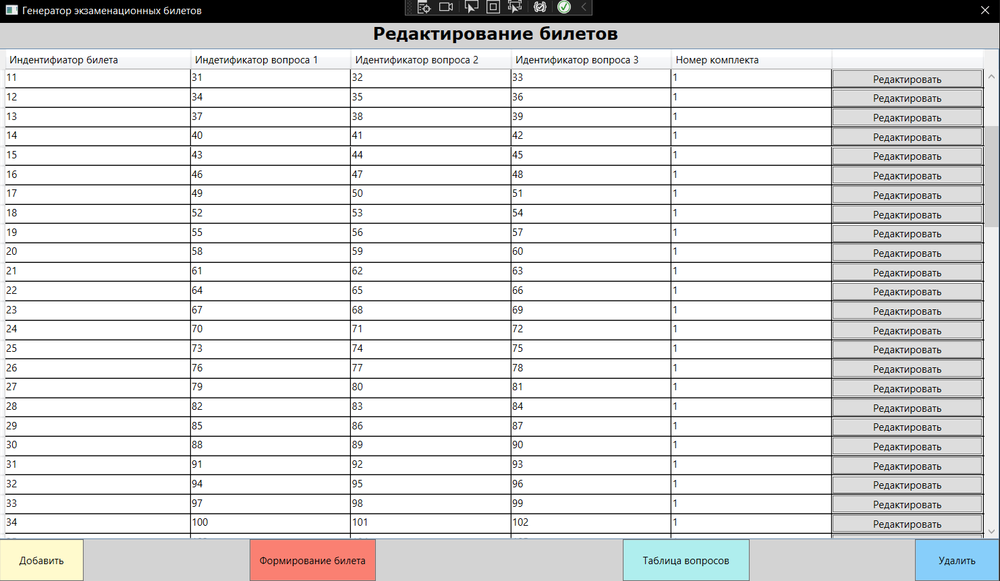 Генератор экзаменационных билетов
Редактирование билетов
Индентифиатор билета Индетификатор вопроса 1 Идентификатор вопроса 2 Идентификатор вопроса 3 Номер комплекта
11 31 32 33 1 Редактировать
12 34 35 36 1 Редактировать
13 37 38 39 1 Редактировать
14 40 41 42 1 Редактировать
15 43 44 45 1 Редактировать
16 46 47 48 1 Редактировать
17 49 50 51 1 Редактировать
18 52 53 54 1 Редактировать
19 55 56 57 1 Редактировать
20 58 59 60 1 Редактировать
21 61 62 63 1 Редактировать
22 64 65 66 1 Редактировать
23 67 68 69 1 Редактировать
24 70 71 72 1 Редактировать
25 73 74 75 1 Редактировать
26 76 77 78 1 Редактировать
27 79 80 81 1 Редактировать
28 82 83 84 1 Редактировать
29 85 86 87 1 Редактировать
30 88 89 90 1 Редактировать
31 91 92 93 1 Редактировать
32 94 95 96 1 Редактировать
33 97 98 99 1 Редактировать
34 100 101 102 1 Редактировать
Добавить Формирование билета Таблица вопросов Удалить